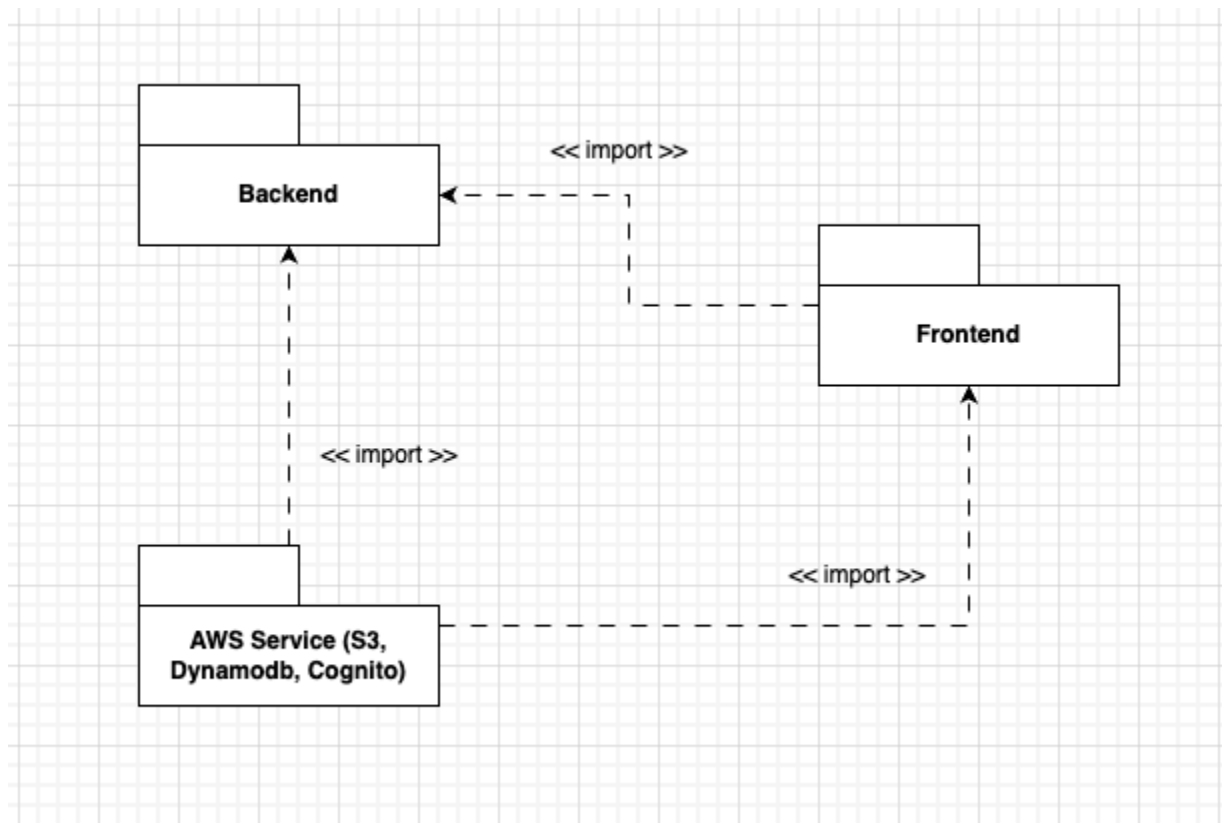 << import >>
Backend
Frontend
<< import >>
<< import >>
AWS Service (S3,
Dynamodb, Cognito)